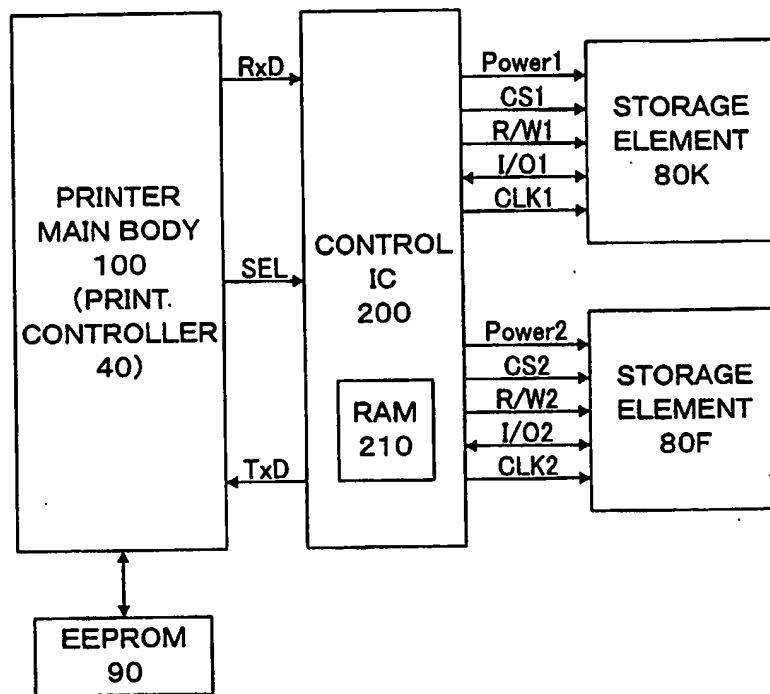 PRINTER
MAIN BODY
100
(PRINT.
CONTROLLER
40)
EEPROM
90
RxD
SEL
TxD
CONTROL
IC
200
RAM
210
Power1
CS1
R/W1
I/O1
CLK1
STORAGE
ELEMENT
80K
Power2
CS2
R/W2
I/O2
CLK2
STORAGE
ELEMENT
80F